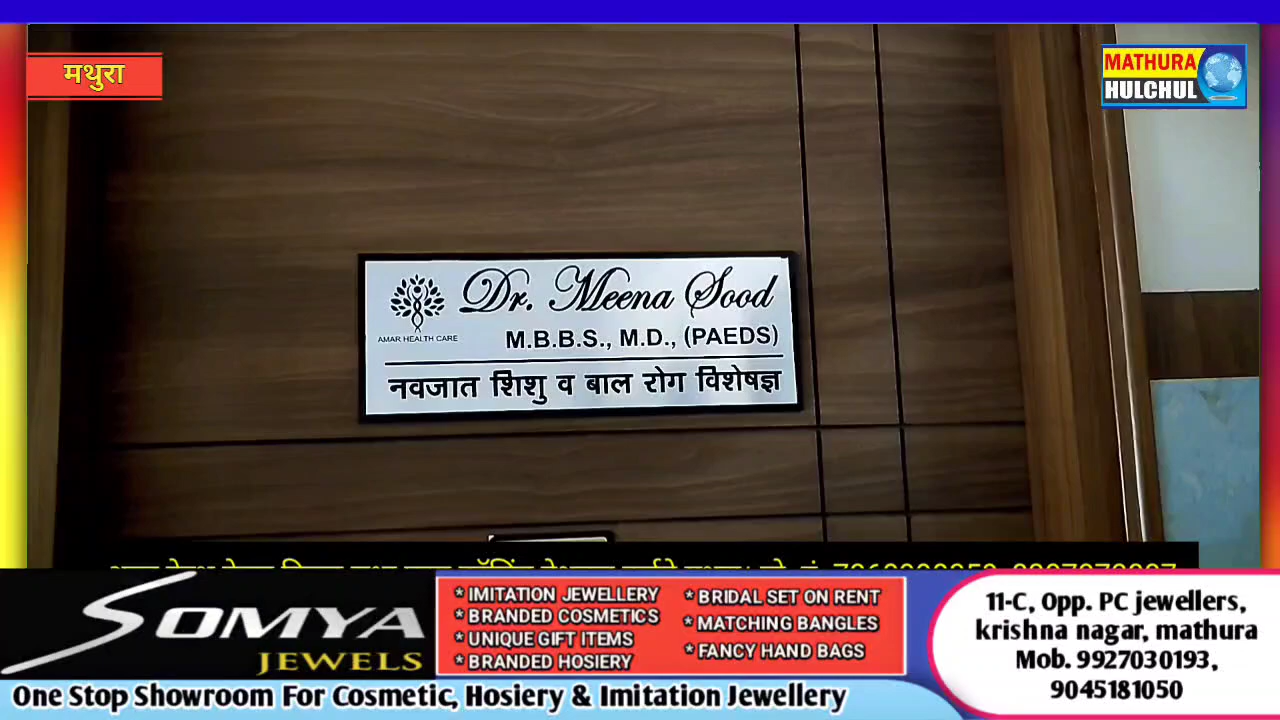 मथुरा
MATHURA
HULCHUL
Dr. Meena Sood
AMAR HEALTH CARE
M.B.B.S., M.D., (PAEDS)
नवजात शिशु व बाल रोग विशेषज्ञ
SOMYA
JEWELS
* IMITATION JEWELLERY
* BRANDED COSMETICS
* UNIQUE GIFT ITEMS
* BRANDED HOSIERY
* BRIDAL SET ON RENT
* MATCHING BANGLES
* FANCY HAND BAGS
11-C, Opp. PC jewellers,
krishna nagar, mathura
Mob. 9927030193,
9045181050
One Stop Showroom For Cosmetic, Hosiery & Imitation Jewellery